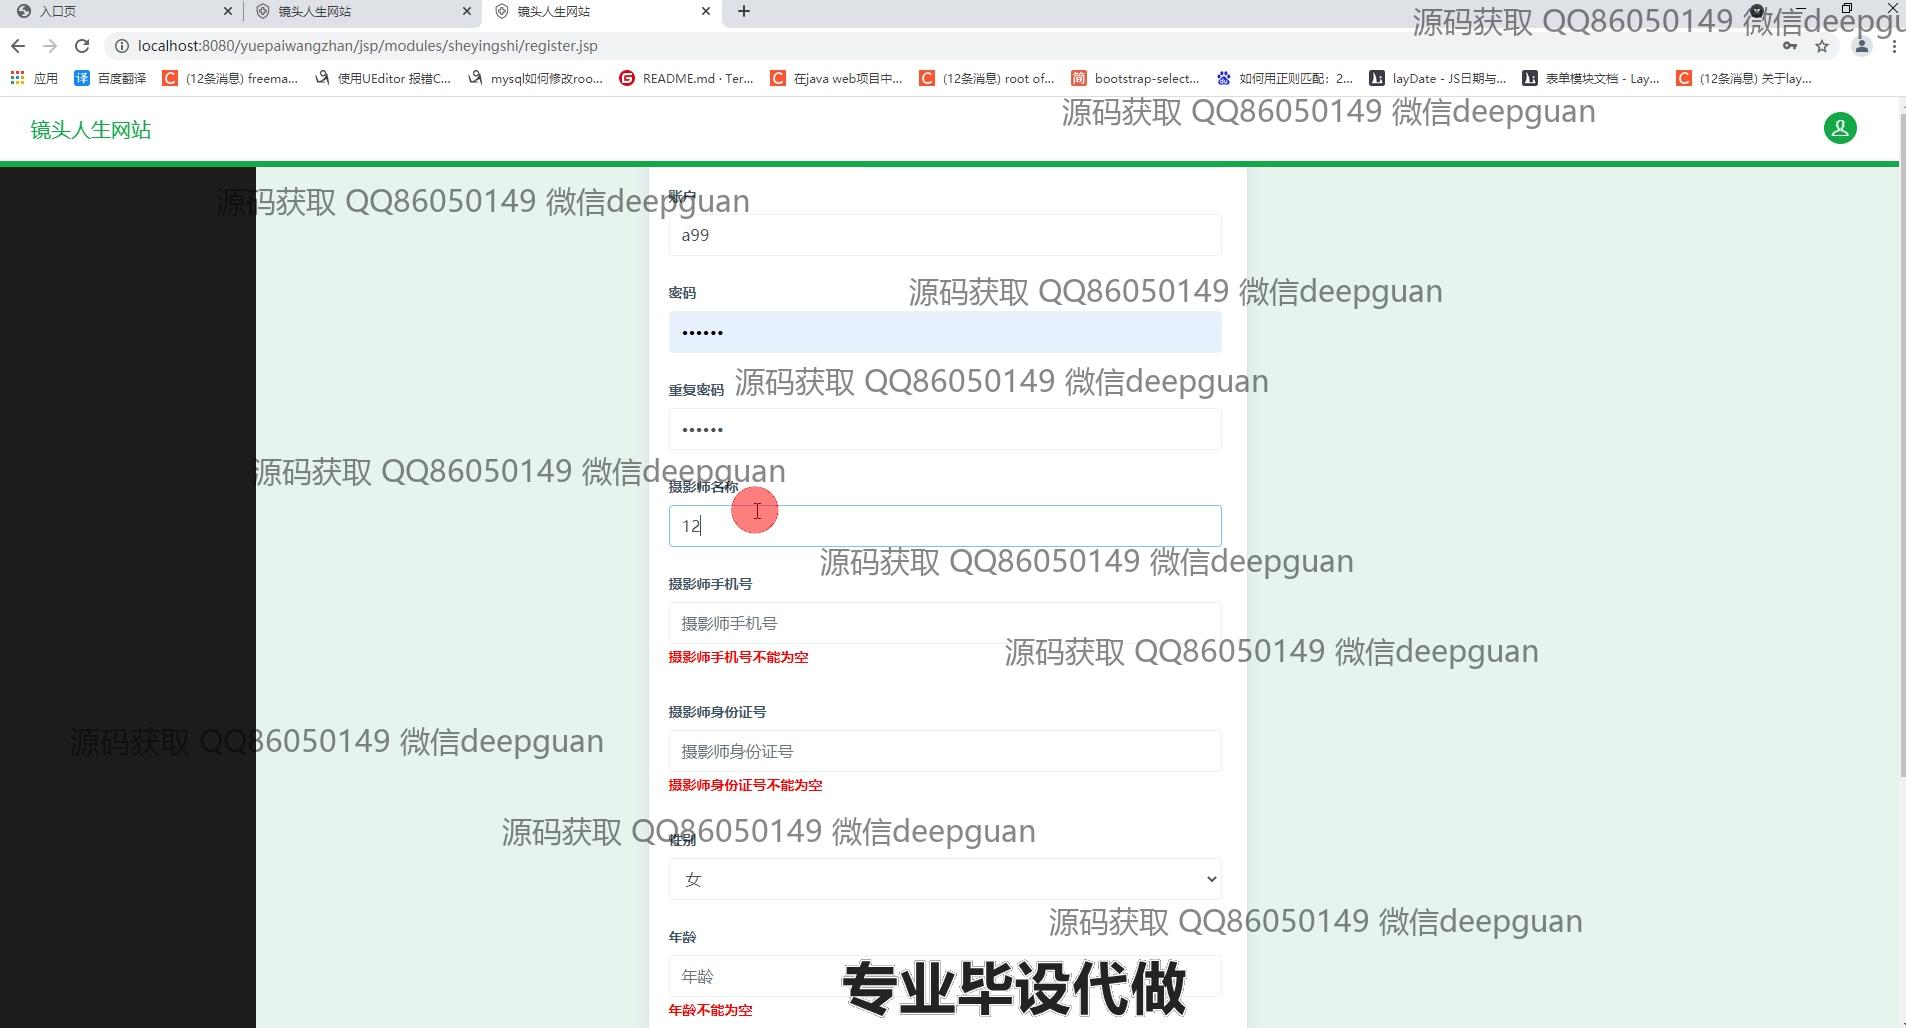 入口页
镜头人生网站
镜头人生网站
localhost:8080/yuepaiwangzhan/jsp/modules/sheyingshi/register.jsp
源码获取 QQ86050149 微信deepgu
应用
百度翻译
(12条消息) freema...
使用UEditor 报错C...
mysql如何修改roo...
README.md · Ter...
在java web项目中...
(12条消息) root of...
bootstrap-select...
如何用正则匹配：2...
layDate - JS日期与...
表单模块文档 - Lay...
(12条消息) 关于lay...
源码获取 QQ86050149 微信deepguan
镜头人生网站
账户
源码获取 QQ86050149 微信deepguan
a99
密码
源码获取 QQ86050149 微信deepguan
••••••
重复密码
源码获取 QQ86050149 微信deepguan
••••••
源码获取 QQ86050149 微信deepguan
摄影师名称
12
源码获取 QQ86050149 微信deepguan
摄影师手机号
摄影师手机号
摄影师手机号不能为空
源码获取 QQ86050149 微信deepguan
摄影师身份证号
源码获取 QQ86050149 微信deepguan
摄影师身份证号
摄影师身份证号不能为空
源码获取 QQ86050149 微信deepguan
性别
女
源码获取 QQ86050149 微信deepguan
年龄
年龄
年龄不能为空
专业毕设代做